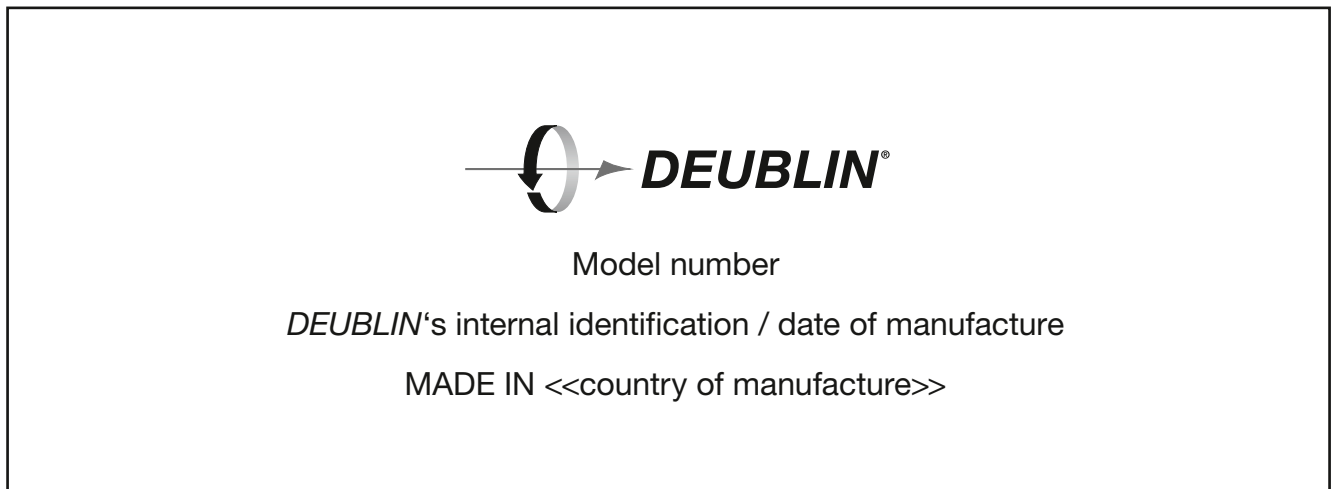 DEUBLIN®
Model number
DEUBLIN‘s internal identification / date of manufacture
MADE IN <<country of manufacture>>